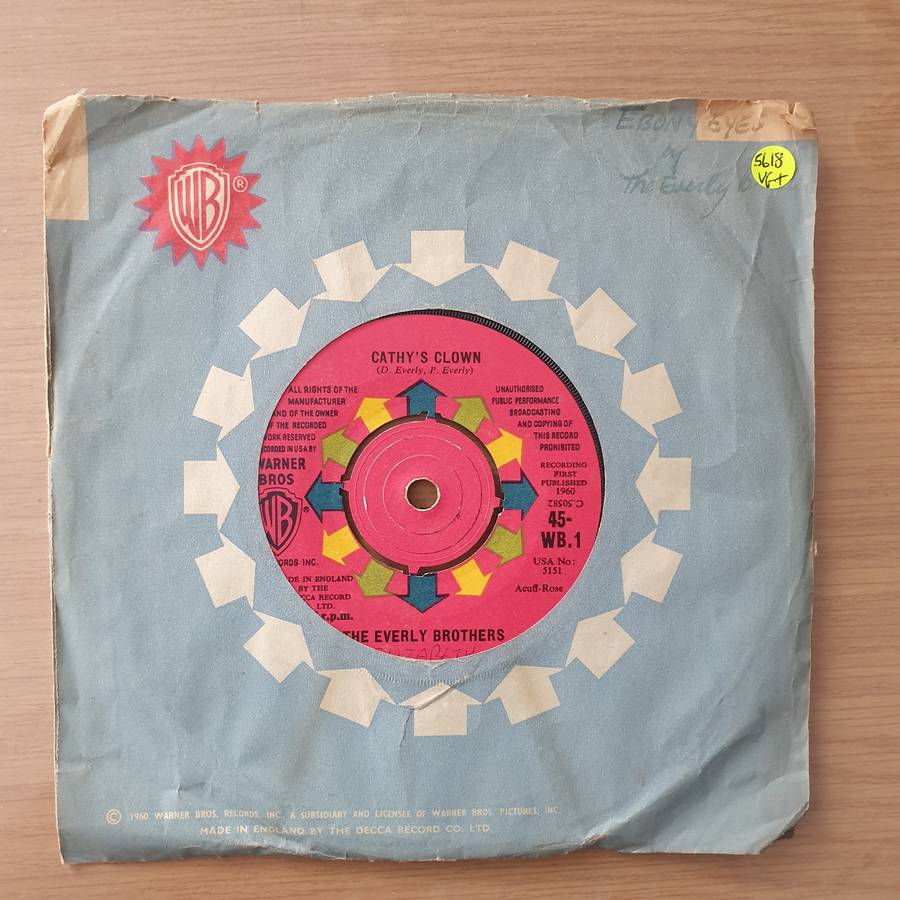 EBONY EYES
by
The Everly
5618
VG+
WB
®
CATHY'S CLOWN
(D. Everly, P. Everly)
ALL RIGHTS OF THE
MANUFACTURER
AND OF THE OWNER
OF THE RECORDED
WORK RESERVED
RECORDED IN U S A BY
WARNER
BROS
WB
®
ORDS INC.
DE IN ENGLAND
BY THE
CCA RECORD
LTD.
r.p.m.
UNAUTHORISED
PUBLIC PERFORMANCE
BROADCASTING
AND COPYING OF
THIS RECORD
PROHIBITED
RECORDING
FIRST
PUBLISHED
1960
C.50582
45-
WB.1
USA No:
5151
Acuff-Rose
THE EVERLY BROTHERS
© 1960 WARNER BROS. RECORDS, INC., A SUBSIDIARY AND LICENSEE OF WARNER BROS. PICTURES, INC.
MADE IN ENGLAND BY THE DECCA RECORD CO. LTD.